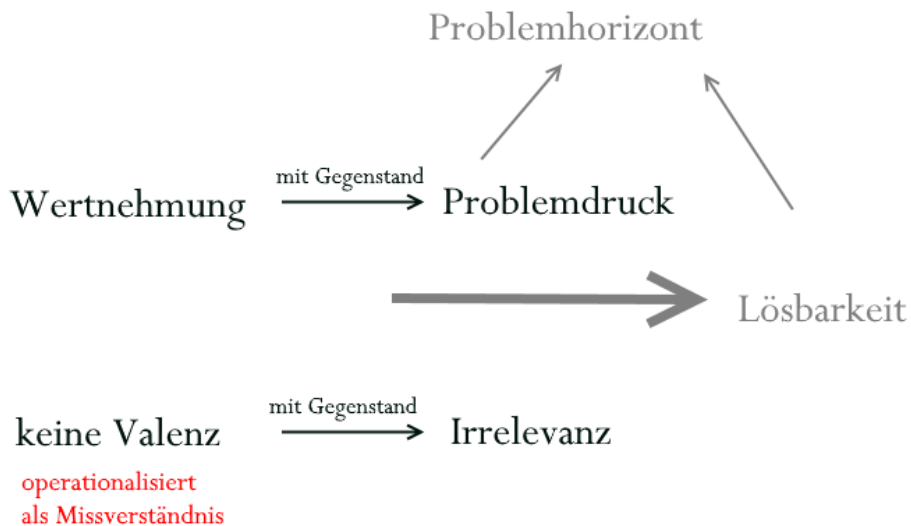 Problemhorizont
mit Gegenstand
Wertnehmung
Problemdruck
Lösbarkeit
mit Gegenstand
keine Valenz
Irrelevanz
operationalisiert
als Missverständnis